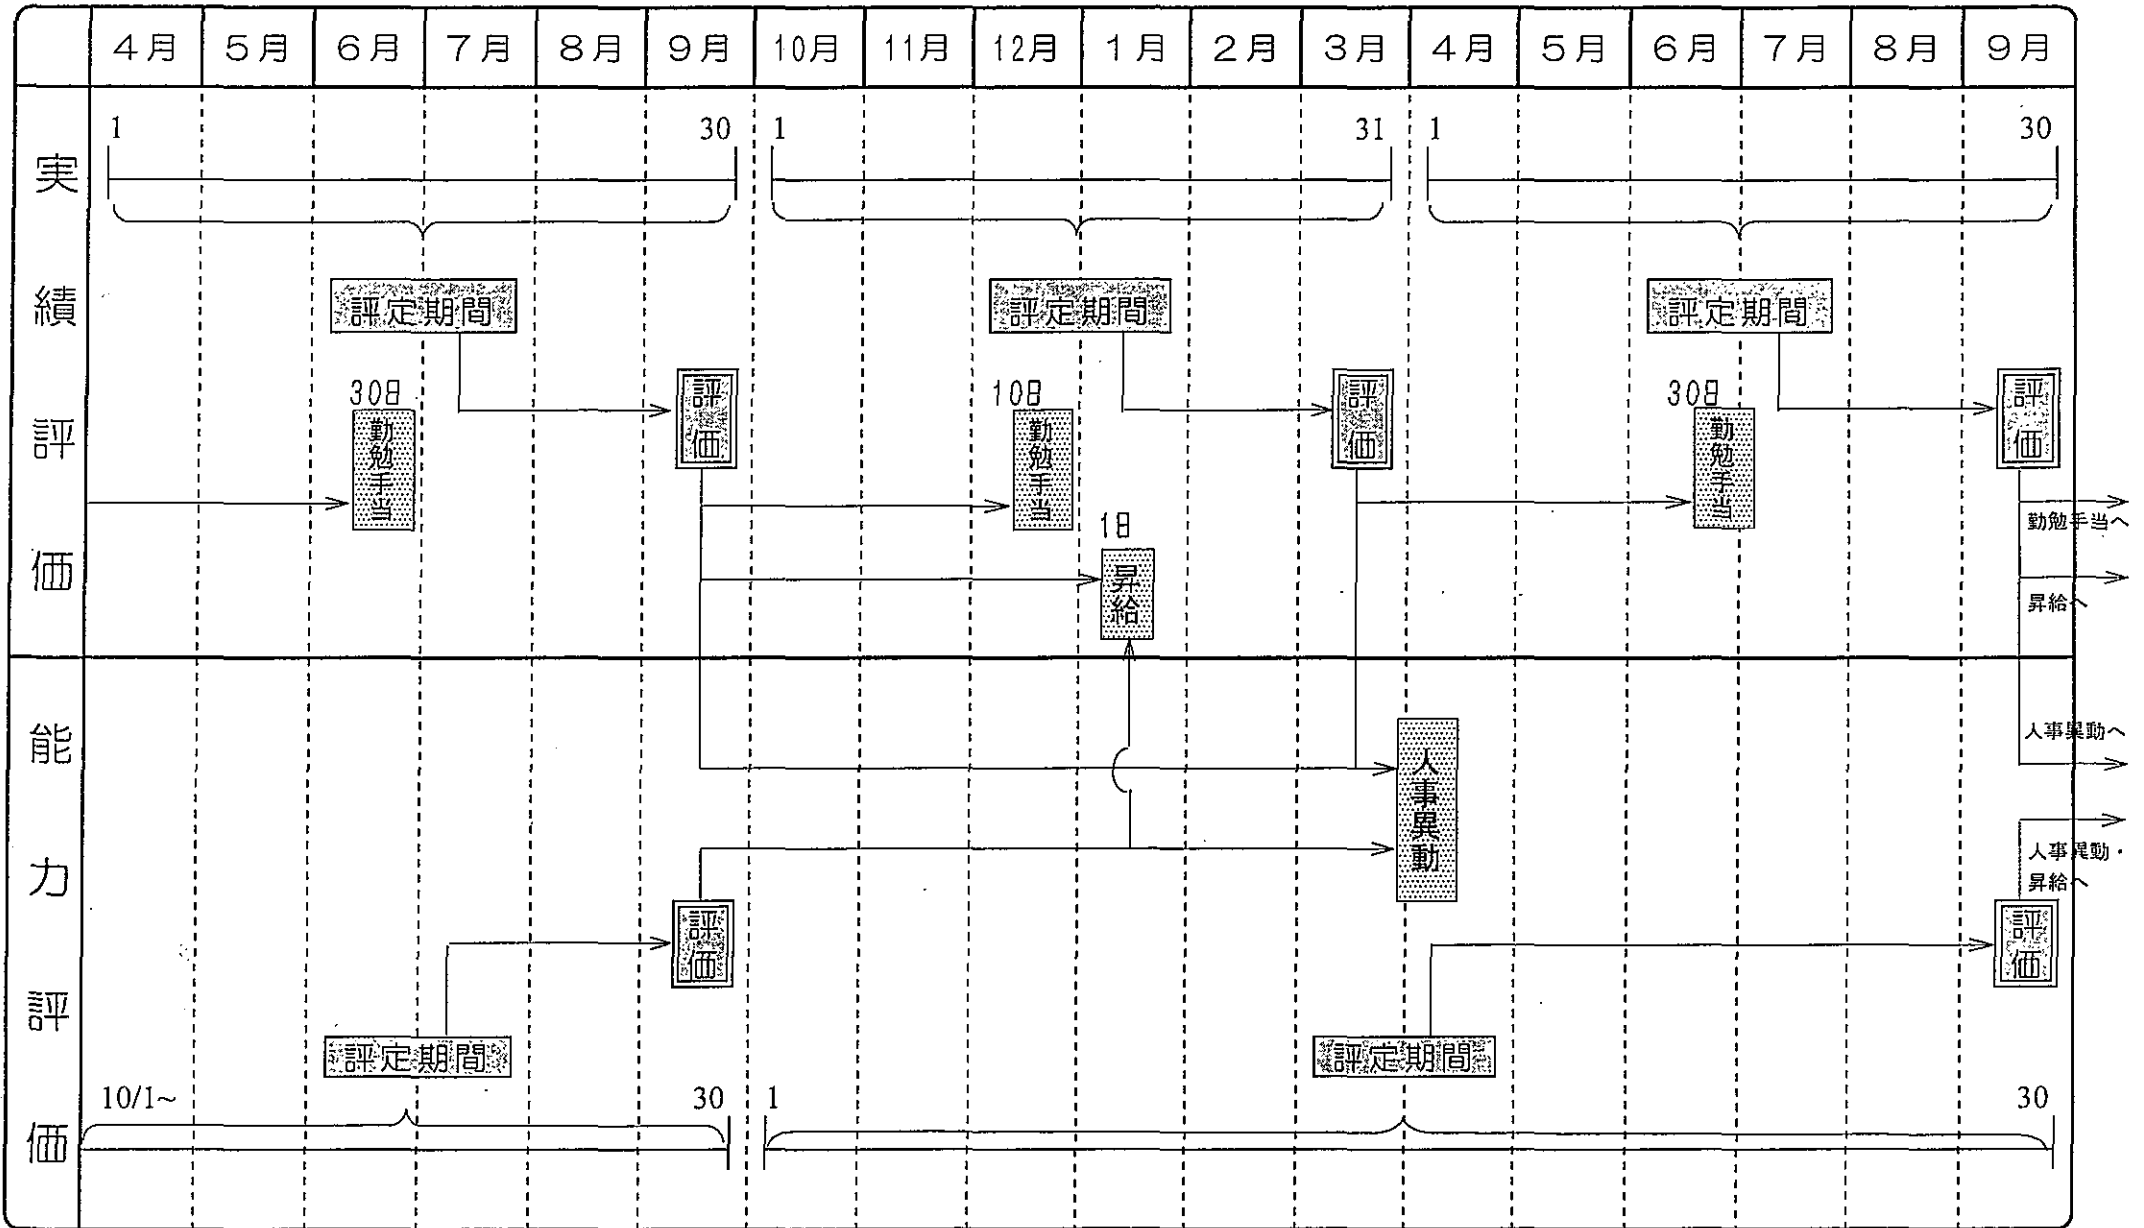 4月 5月 6月 7月 8月 9月 10月 11月 12月 1月 2月 3月 4月 5月 6月 7月 8月 9月
実績評価
1 30 1 31 1 30
評定期間 評定期間 評定期間
評価 評価 評価
30日 10日 30日
勤勉手当 勤勉手当 勤勉手当
勤勉手当へ
1日
昇給
昇給へ
能力評価
人事異動へ
人事異動
人事異動・
昇給へ
評価 評価
評定期間 評定期間
10/1~ 30 1 30